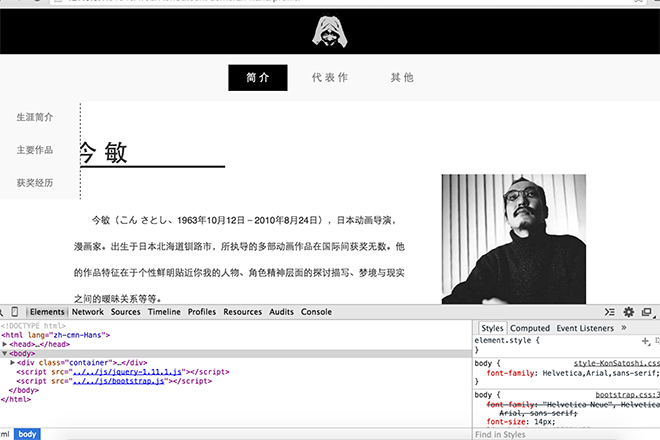 简介
代表作
其他
生涯简介
主要作品
获奖经历
今 敏
今敏（こん さとし、1963年10月12日－2010年8月24日），日本动画导演，
漫画家。出生于日本北海道钏路市，所执导的多部动画作品在国际间获奖无数。他
的作品特征在于个性鲜明贴近你我的人物、角色精神层面的探讨描写、梦境与现实
之间的暧昧关系等等。
Elements Network Sources Timeline Profiles Resources Audits Console
<!DOCTYPE html>
<html lang="zh-cmn-Hans">
<head>…</head>
<body>
<div class="container">…</div>
<script src="../../js/jquery-1.11.1.js"></script>
<script src="../../js/bootstrap.js"></script>
</body>
</html>
Styles Computed Event Listeners »
element.style {
}
body { style-KonSatoshi.css
font-family: Helvetica,Arial,sans-serif;
}
body { bootstrap.css:3
font-family: "Helvetica Neue", Helvetica,
Arial, sans-serif;
font-size: 14px;
tml body
Find in Styles